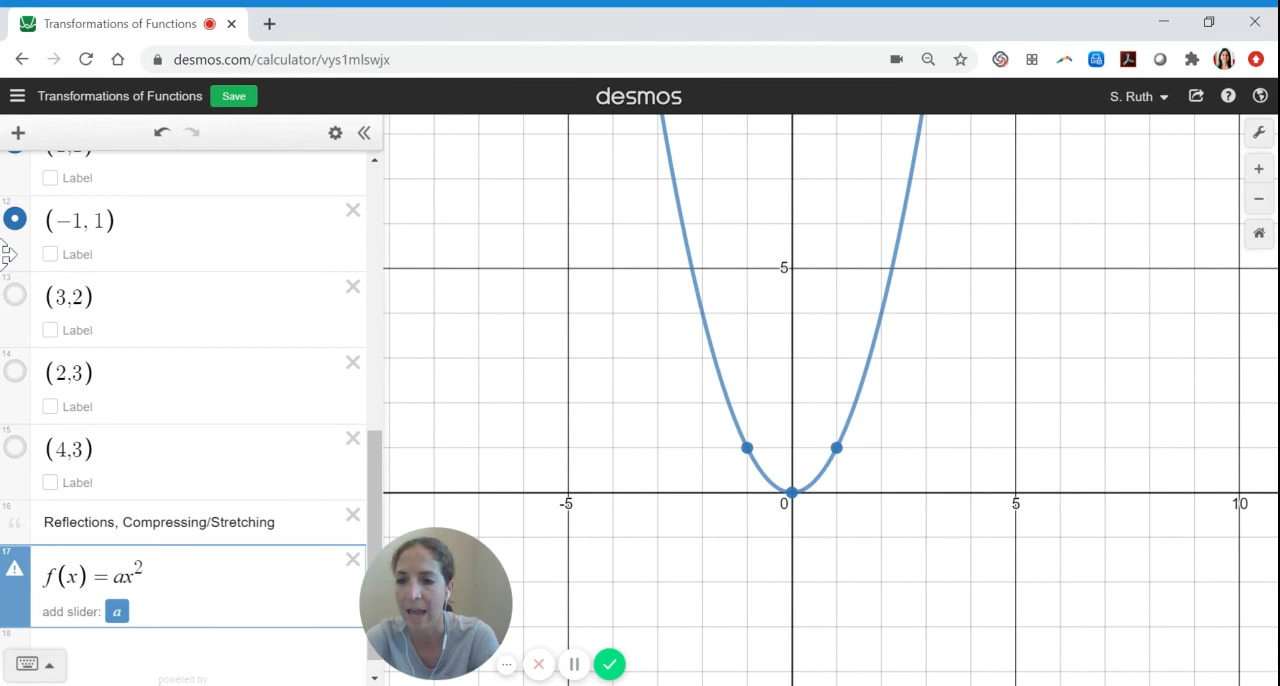 Transformations of Functions
desmos.com/calculator/vys1mlswjx
Transformations of Functions Save desmos S. Ruth
Label
12
(−1, 1)
Label
13
(3,2)
Label
14
(2,3)
Label
15
(4,3)
Label
16
Reflections, Compressing/Stretching
17
f(x) = ax²
add slider: a
18
powered by
5
-5 0 5 10